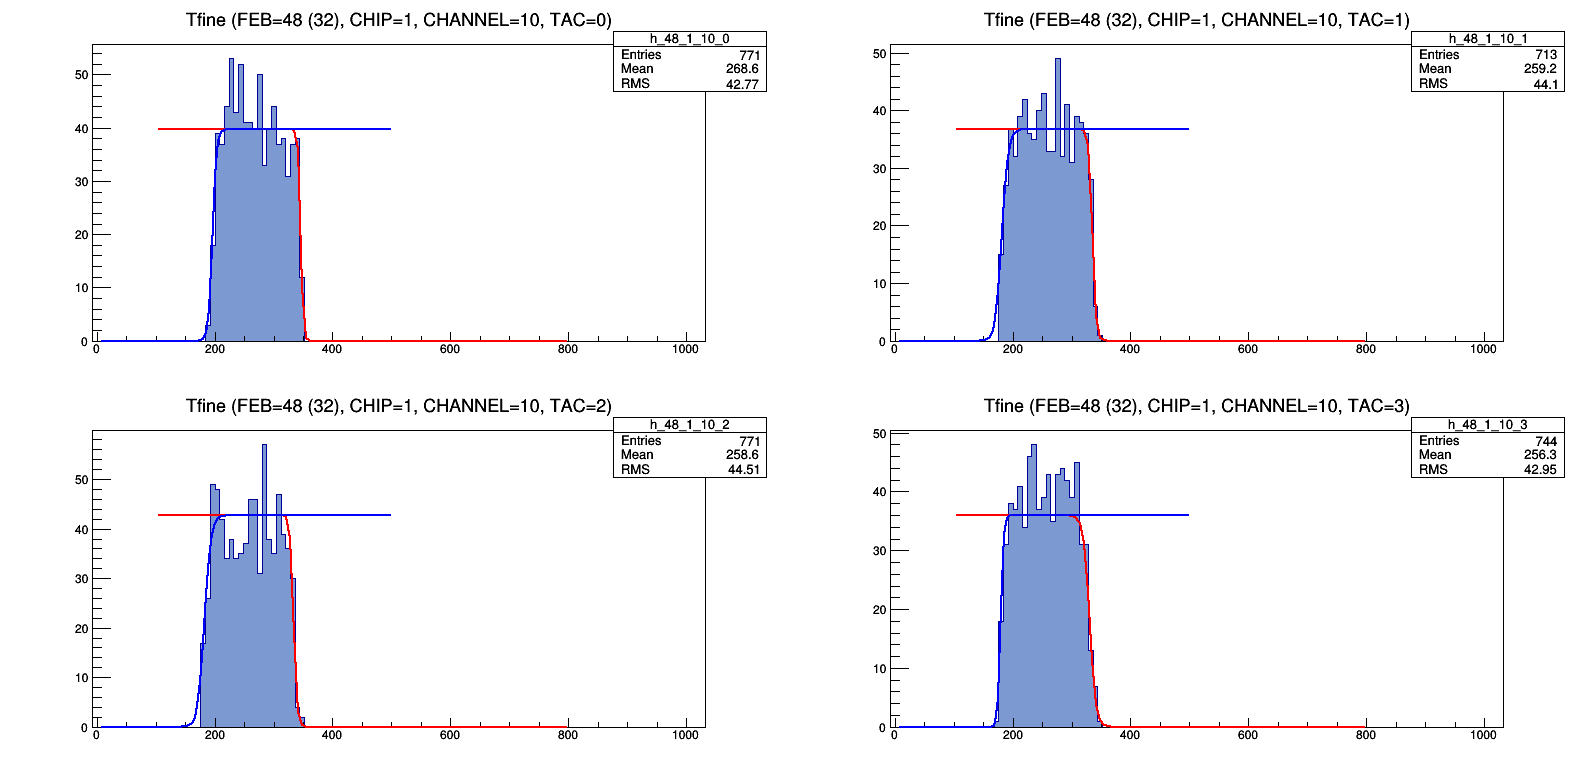 Tfine (FEB=48 (32), CHIP=1, CHANNEL=10, TAC=0)
h_48_1_10_0
Entries 771
Mean 268.6
RMS 42.77
50
40
30
20
10
0
0 200 400 600 800 1000
Tfine (FEB=48 (32), CHIP=1, CHANNEL=10, TAC=1)
h_48_1_10_1
Entries 713
Mean 259.2
RMS 44.1
50
40
30
20
10
0
0 200 400 600 800 1000
Tfine (FEB=48 (32), CHIP=1, CHANNEL=10, TAC=2)
h_48_1_10_2
Entries 771
Mean 258.6
RMS 44.51
50
40
30
20
10
0
0 200 400 600 800 1000
Tfine (FEB=48 (32), CHIP=1, CHANNEL=10, TAC=3)
h_48_1_10_3
Entries 744
Mean 256.3
RMS 42.95
50
40
30
20
10
0
0 200 400 600 800 1000